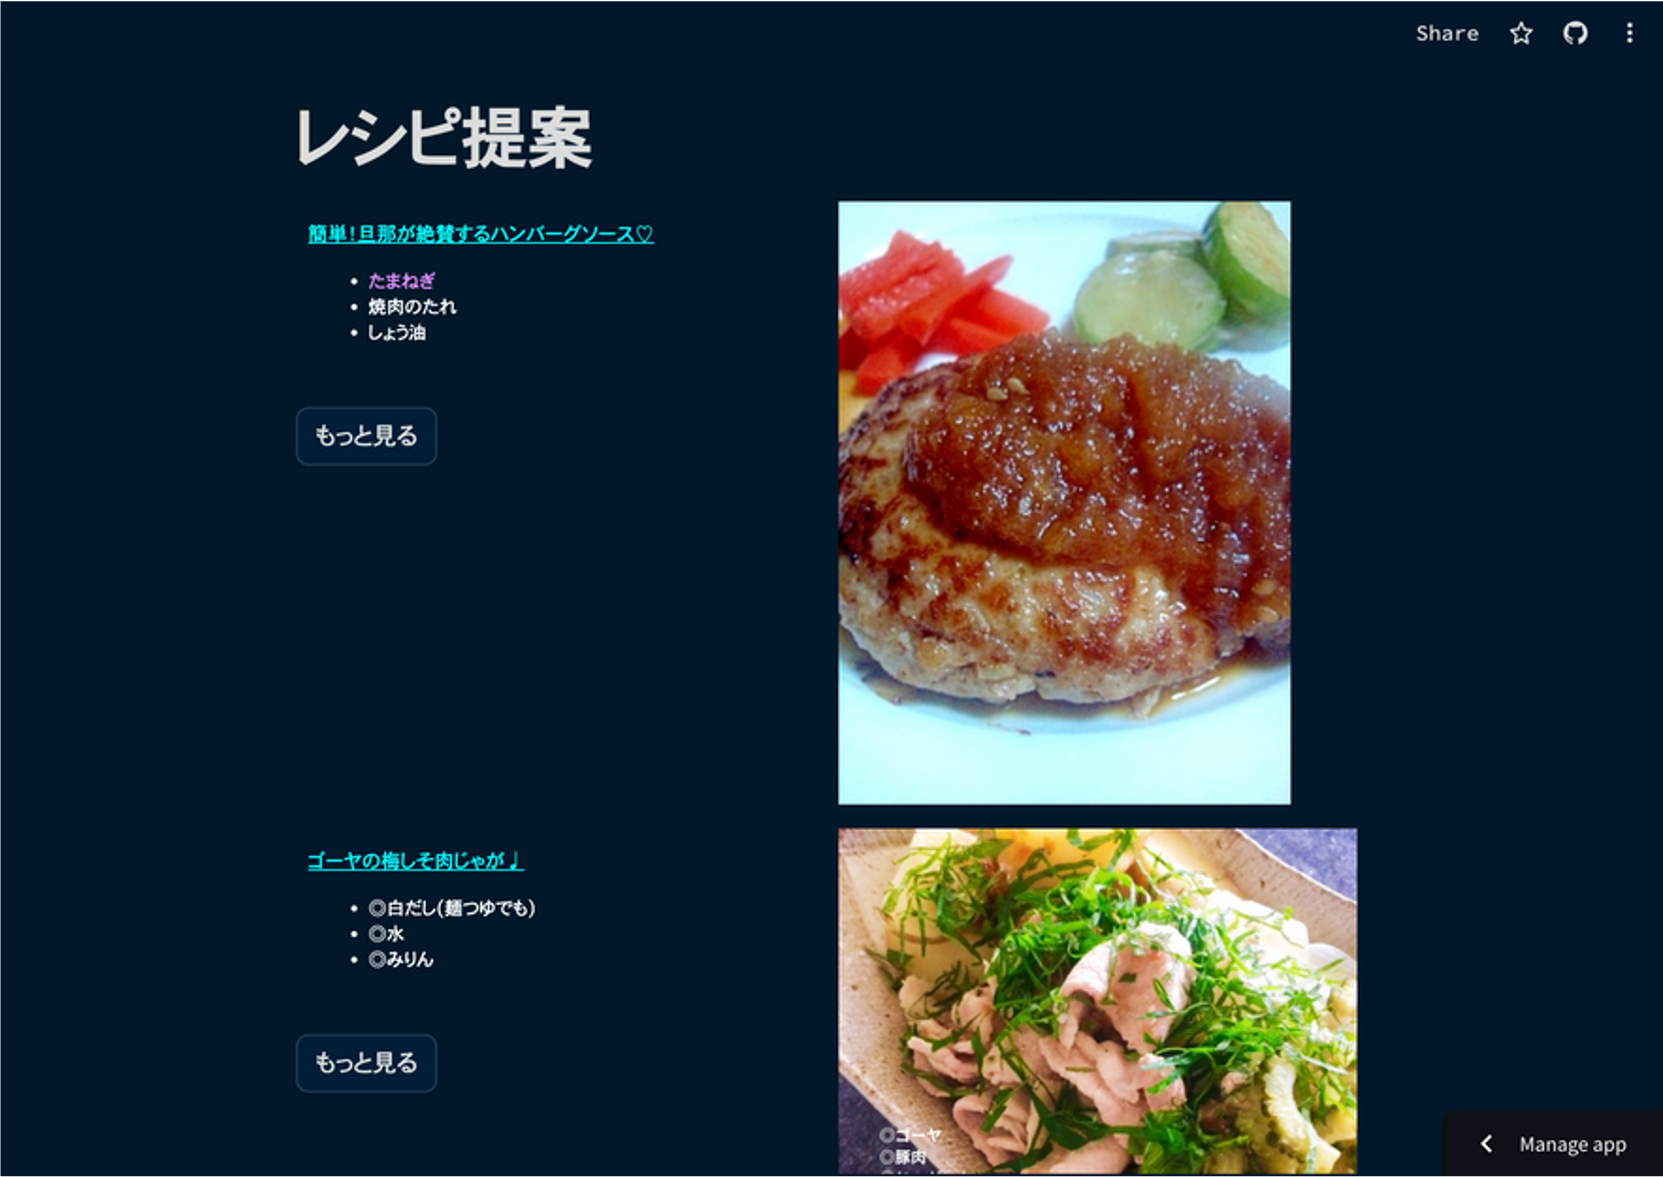 Share
レシピ提案
簡単!旦那が絶賛するハンバーグソース♡
• たまねぎ
• 焼肉のたれ
• しょう油
もっと見る
ゴーヤの梅しそ肉じゃが♩
• ◎白だし(麺つゆでも)
• ◎水
• ◎みりん
もっと見る
◎ゴーヤ
◎豚肉
Manage app